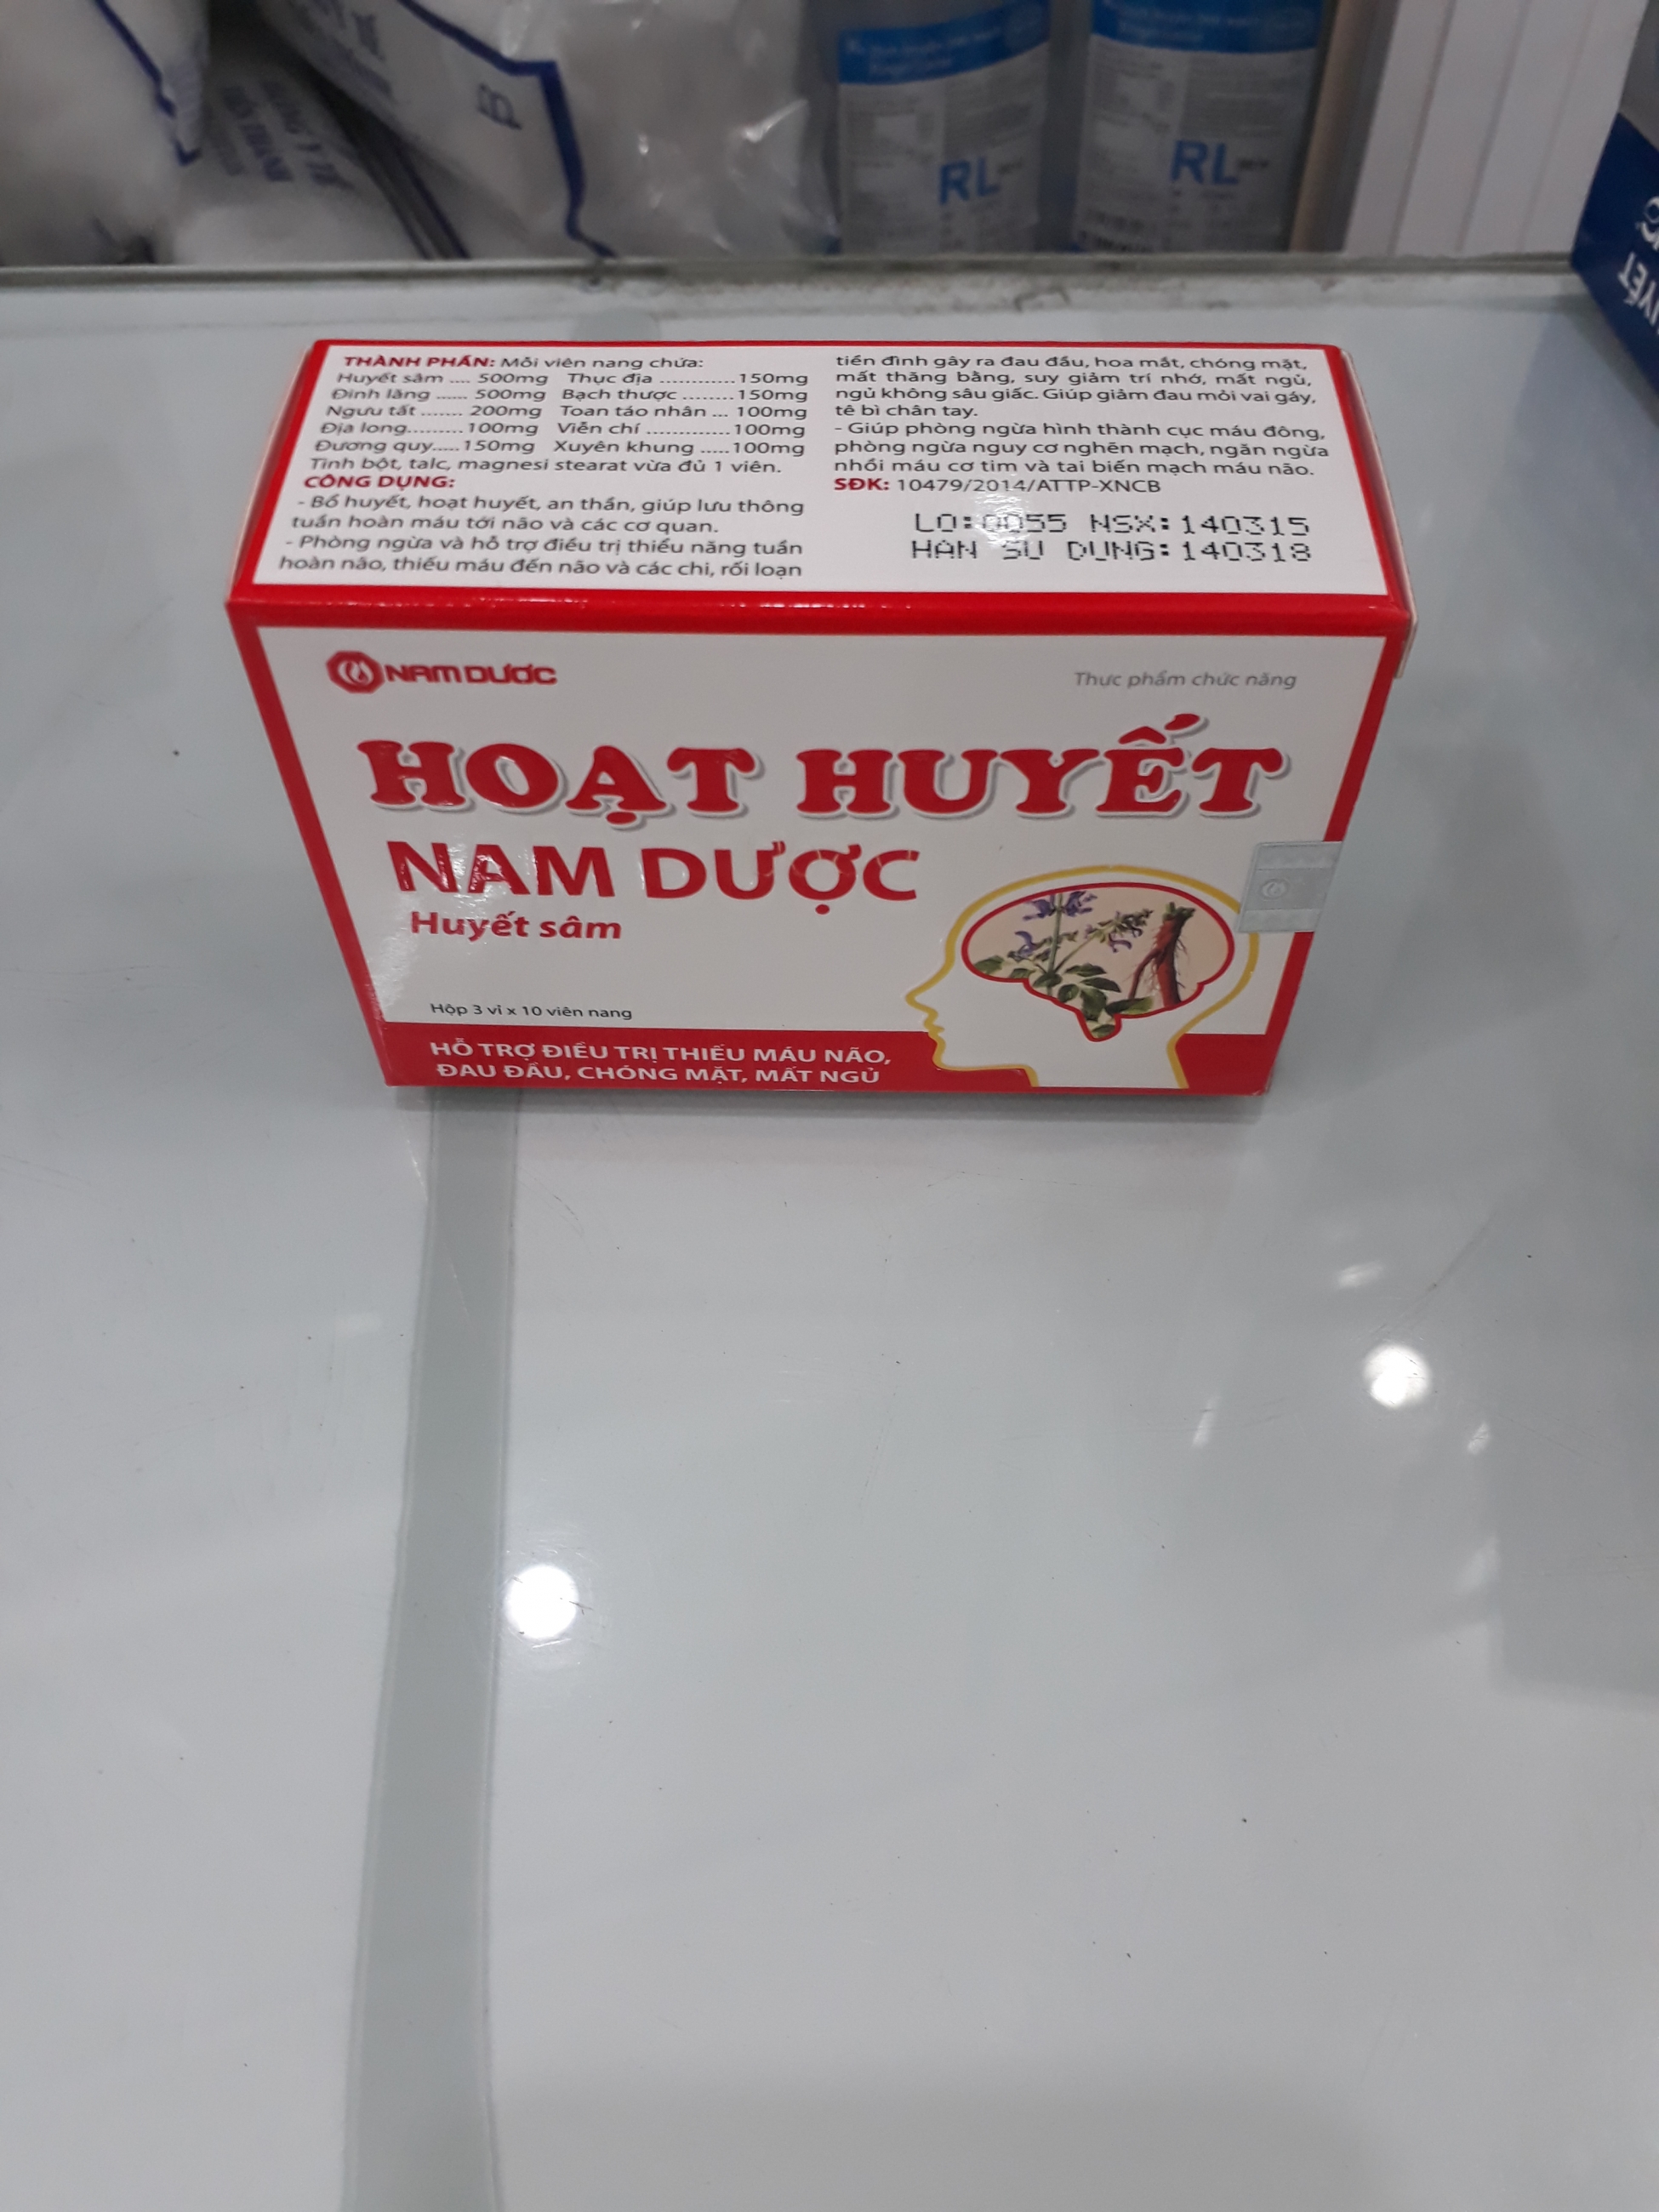 RL
RL
THÀNH PHẦN: Mỗi viên nang chứa:
Huyết sâm .... 500mg Thục địa ............ 150mg
Đinh lăng ...... 500mg Bạch thược ........ 150mg
Ngưu tất ....... 200mg Toan táo nhân ... 100mg
Địa long......... 100mg Viễn chí ............. 100mg
Đương quy..... 150mg Xuyên khung ..... 100mg
Tinh bột, talc, magnesi stearat vừa đủ 1 viên.
CÔNG DỤNG:
- Bổ huyết, hoạt huyết, an thần, giúp lưu thông
tuần hoàn máu tới não và các cơ quan.
- Phòng ngừa và hỗ trợ điều trị thiểu năng tuần
hoàn não, thiếu máu đến não và các chi, rối loạn
tiền đình gây ra đau đầu, hoa mắt, chóng mặt,
mất thăng bằng, suy giảm trí nhớ, mất ngủ,
ngủ không sâu giấc. Giúp giảm đau mỏi vai gáy,
tê bì chân tay.
- Giúp phòng ngừa hình thành cục máu đông,
phòng ngừa nguy cơ nghẽn mạch, ngăn ngừa
nhồi máu cơ tim và tai biến mạch máu não.
SĐK: 10479/2014/ATTP-XNCB
LO:0055 NSX:140315
HAN SU DUNG:140318
NAM DƯỢC
Thực phẩm chức năng
HOẠT HUYẾT
NAM DƯỢC
Huyết sâm
Hộp 3 vỉ x 10 viên nang
HỖ TRỢ ĐIỀU TRỊ THIẾU MÁU NÃO,
ĐAU ĐẦU, CHÓNG MẶT, MẤT NGỦ